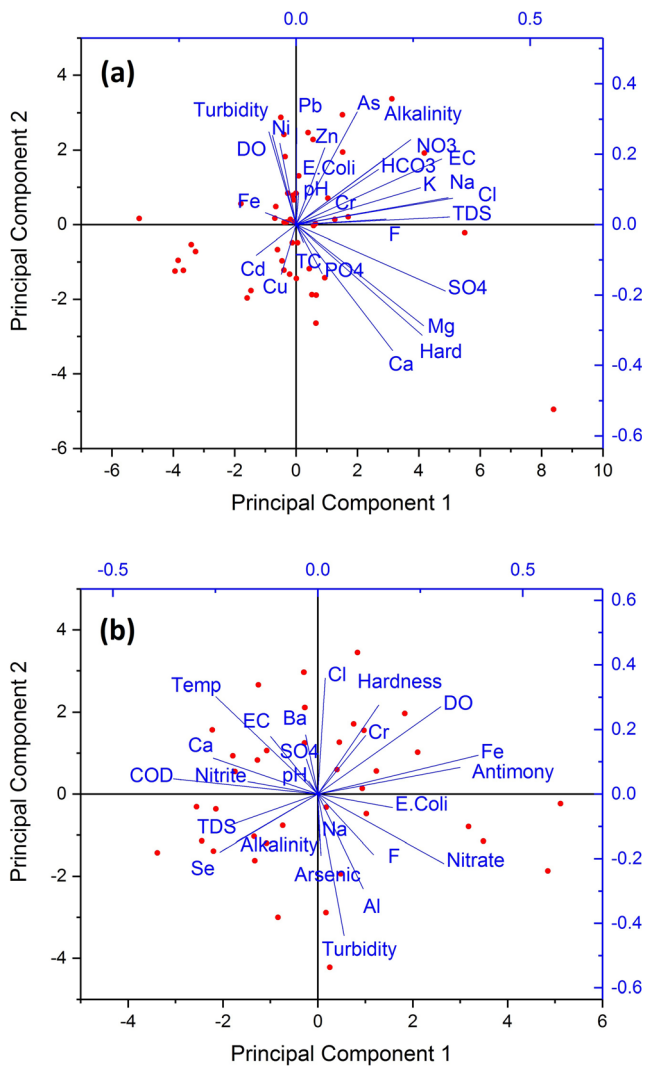 0.0 0.5
(a)
Pb As
Turbidity Alkalinity
Ni Zn NO3
DO E.Coli HCO3 EC
pH K Na Cl
Fe Cr TDS
F
Cd TC PO4
Cu SO4
Mg
Hard
Ca
4
2
0
-2
-4
-6
0.4
0.2
0.0
-0.2
-0.4
-0.6
Principal Component 2
-6 -4 -2 0 2 4 6 8 10
Principal Component 1
-0.5 0.0 0.5
(b)
Cl Hardness
Temp
DO
EC Ba Cr
Ca SO4 Fe
COD Nitrite pH Antimony
E.Coli
TDS Na
Alkalinity F
Se Arsenic Nitrate
Al
Turbidity
4
2
0
-2
-4
0.6
0.4
0.2
0.0
-0.2
-0.4
-0.6
Principal Component 2
-4 -2 0 2 4 6
Principal Component 1